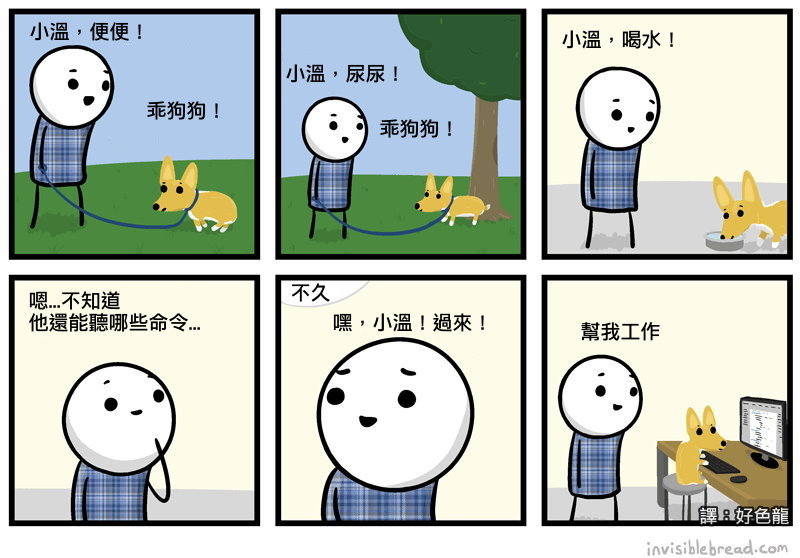 小溫，便便！
乖狗狗！
小溫，尿尿！
乖狗狗！
小溫，喝水！
嗯...不知道
他還能聽哪些命令...
不久
嘿，小溫！過來！
幫我工作
譯：好色龍
invisiblebread.com